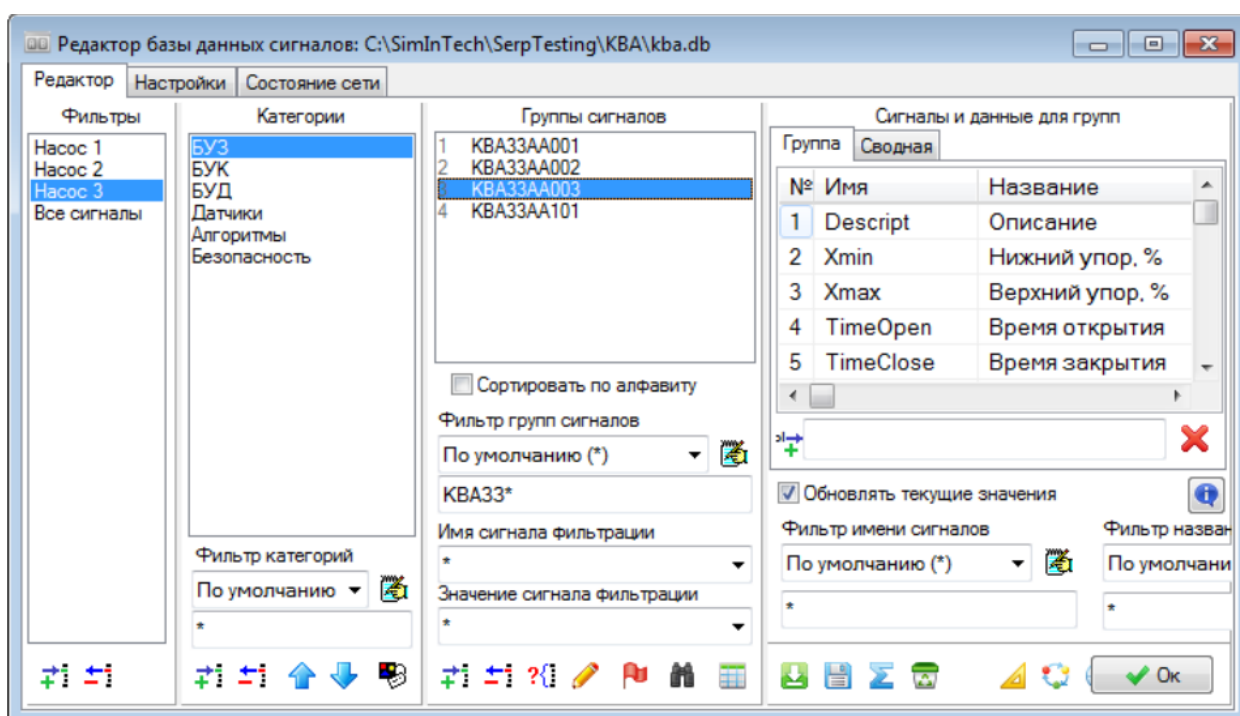 Редактор базы данных сигналов: C:\SimInTech\SerpTesting\KBA\kba.db
Редактор Настройки Состояние сети
Фильтры
Насос 1
Насос 2
Насос 3
Все сигналы
Категории
БУЗ
БУК
БУД
Датчики
Алгоритмы
Безопасность
Фильтр категорий
По умолчанию
*
Группы сигналов
1 KBA33AA001
2 KBA33AA002
3 KBA33AA003
4 KBA33AA101
Сортировать по алфавиту
Фильтр групп сигналов
По умолчанию (*)
KBA33*
Имя сигнала фильтрации
*
Значение сигнала фильтрации
*
Сигналы и данные для групп
Группа Сводная
№ Имя Название
1 Descript Описание
2 Xmin Нижний упор, %
3 Xmax Верхний упор, %
4 TimeOpen Время открытия
5 TimeClose Время закрытия
Обновлять текущие значения
Фильтр имени сигналов Фильтр назван
По умолчанию (*) По умолчани
* *
Ок